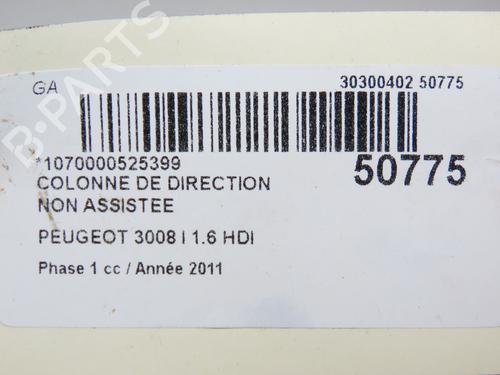 GA 30300402 50775
*1070000525399
50775
COLONNE DE DIRECTION
NON ASSISTEE
PEUGEOT 3008 I 1.6 HDI
Phase 1 cc / Année 2011
B-PARTS